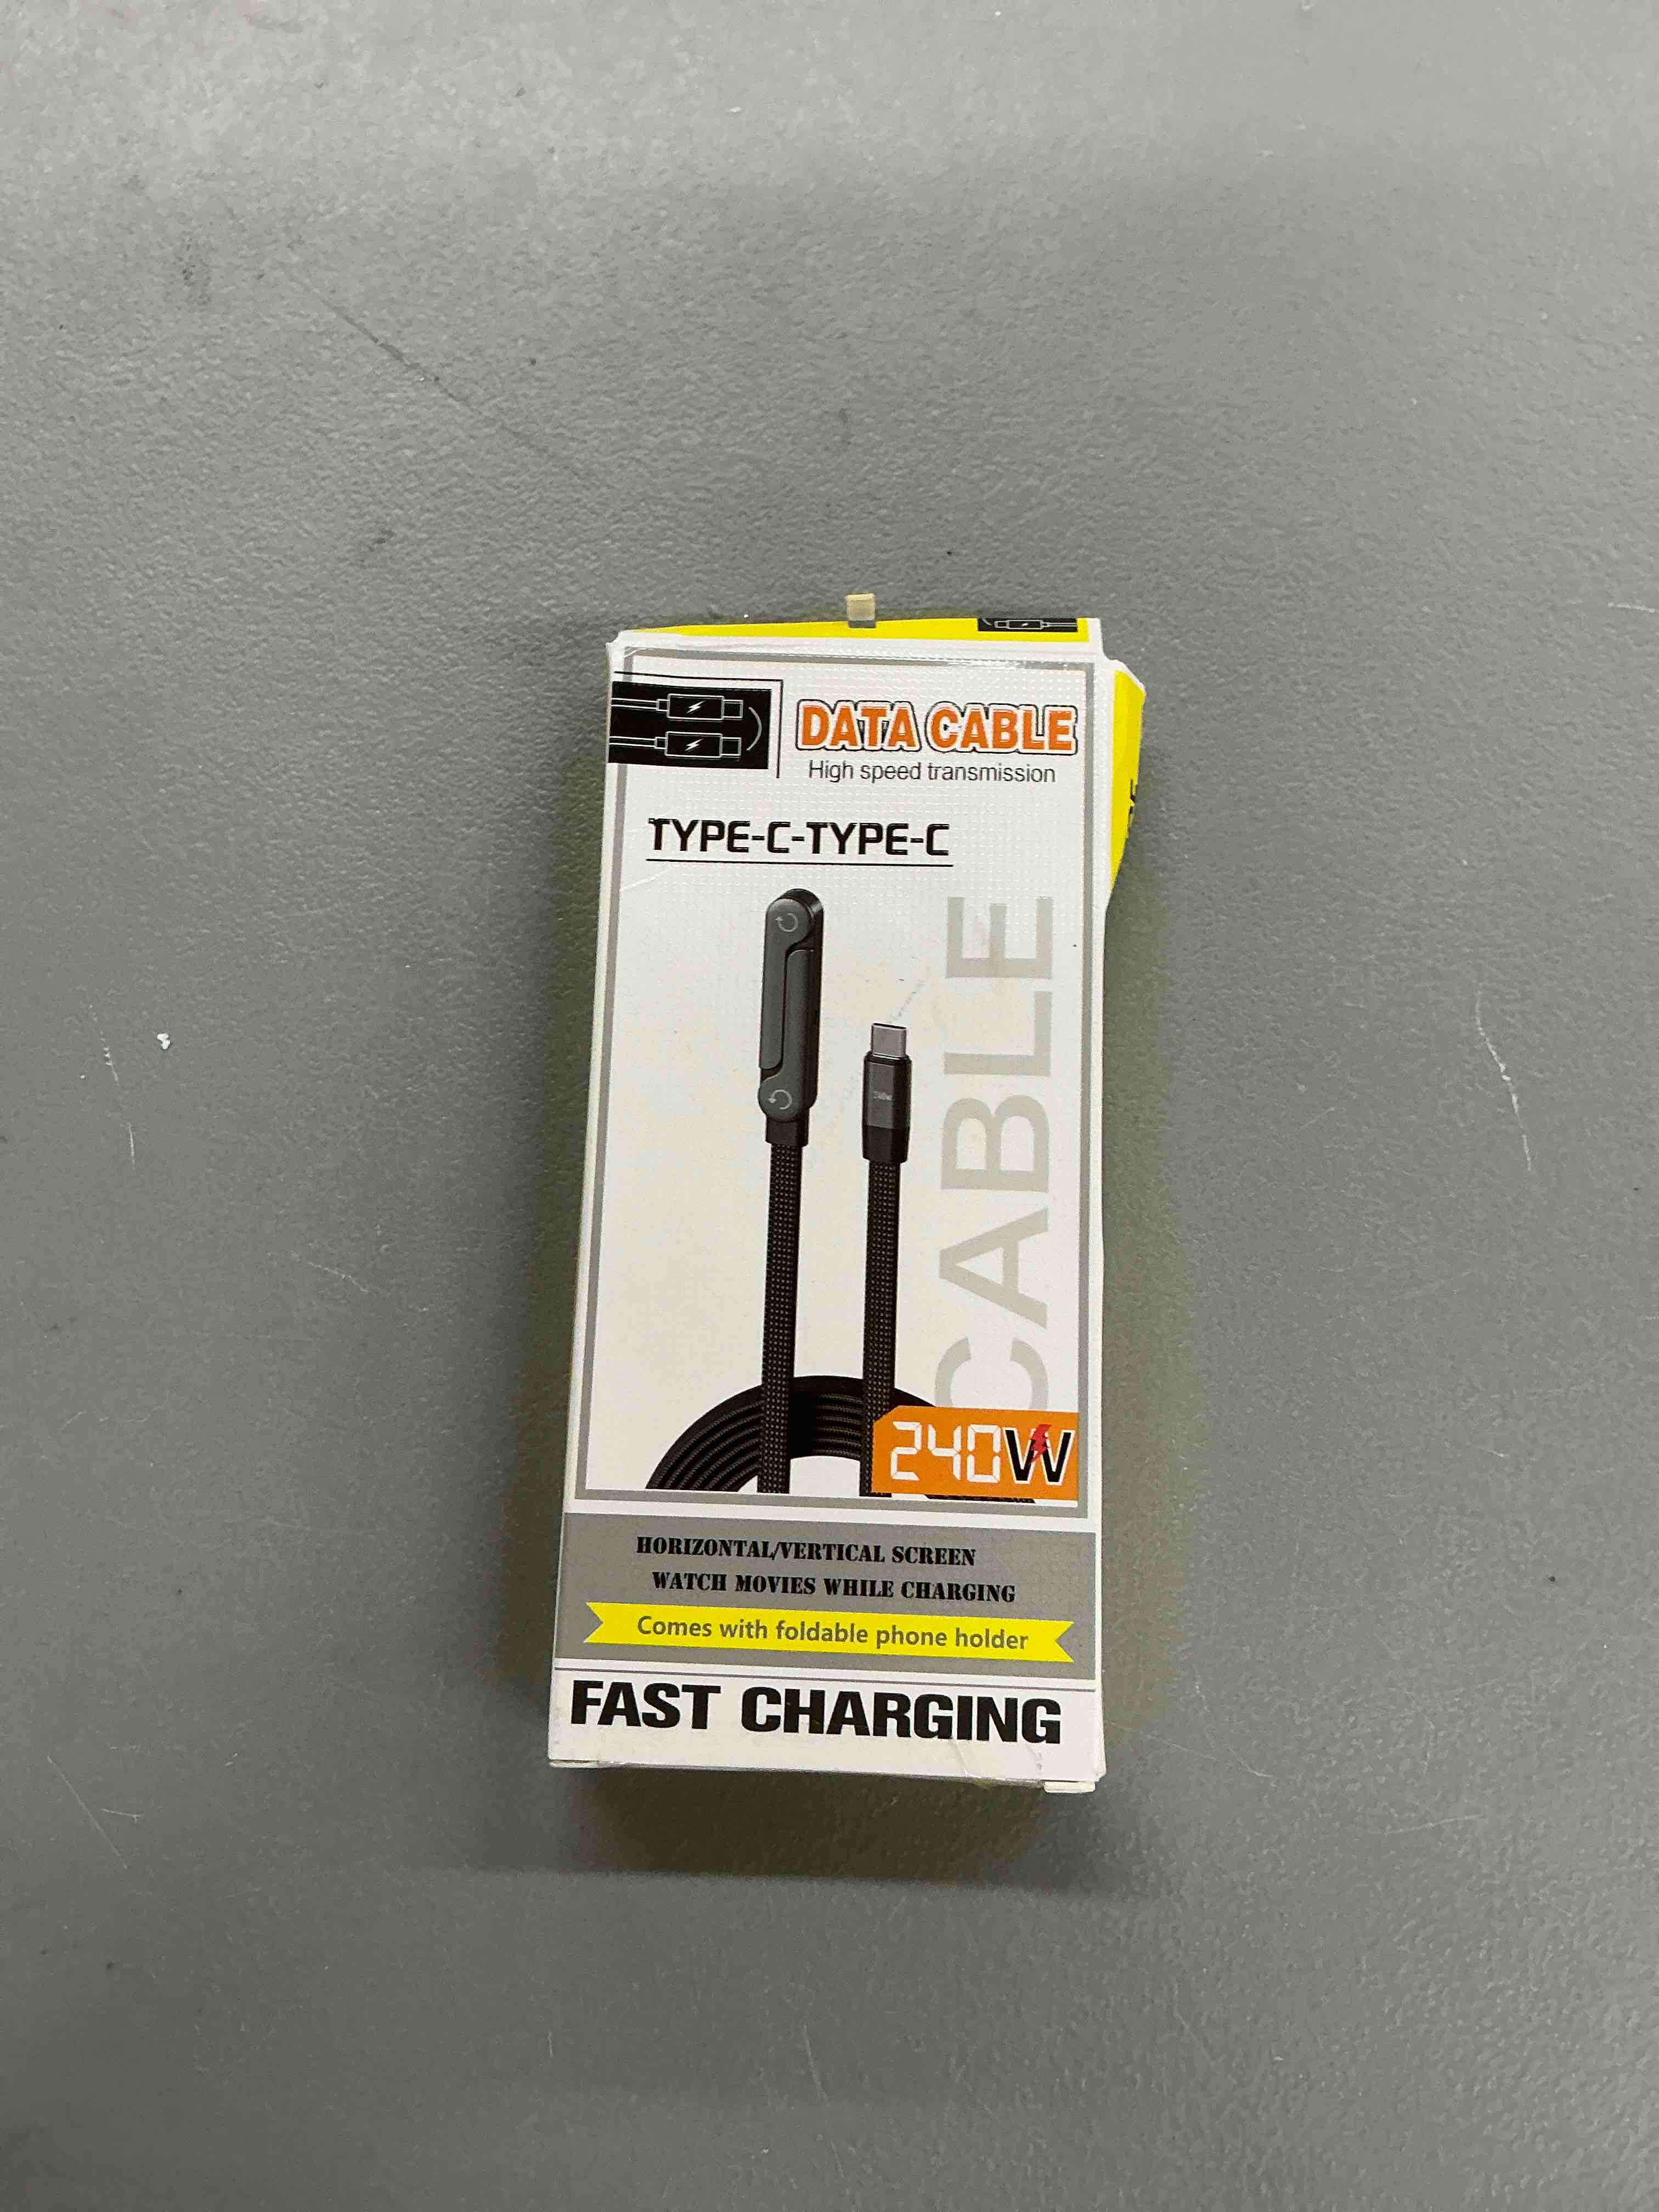 DATA CABLE
High speed transmission
TYPE-C-TYPE-C
CABLE
240W
240W
HORIZONTAL/VERTICAL SCREEN
WATCH MOVIES WHILE CHARGING
Comes with foldable phone holder
FAST CHARGING